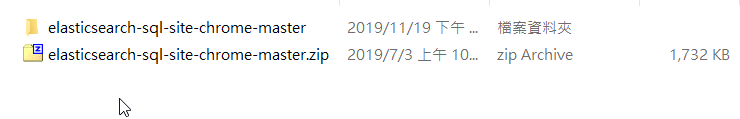 elasticsearch-sql-site-chrome-master 2019/11/19 下午 ... 檔案資料夾
elasticsearch-sql-site-chrome-master.zip 2019/7/3 上午 10... zip Archive 1,732 KB